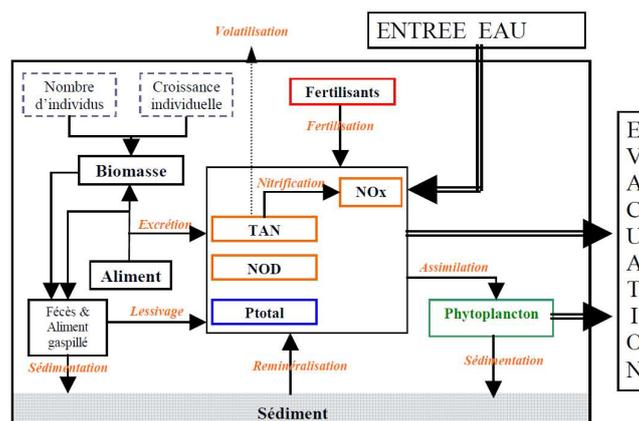 Volatilisation
ENTREE EAU
Nombre
d'individus
Croissance
individuelle
Fertilisants
Fertilisation
Biomasse
Nitrification
NOx
Excrétion
TAN
Aliment
NOD
Assimilation
Fécès &
Aliment
gaspillé
Lessivage
Ptotal
Phytoplancton
Sédimentation
Reminéralisation
Sédimentation
Sédiment
E
V
A
C
U
A
T
I
O
N